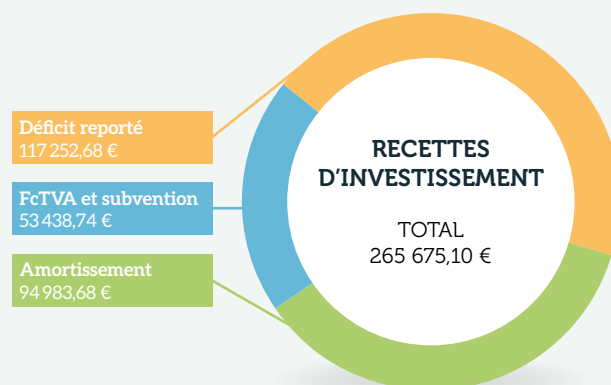 Déficit reporté
117 252,68 €
FcTVA et subvention
53 438,74 €
Amortissement
94 983,68 €
RECETTES
D'INVESTISSEMENT
TOTAL
265 675,10 €